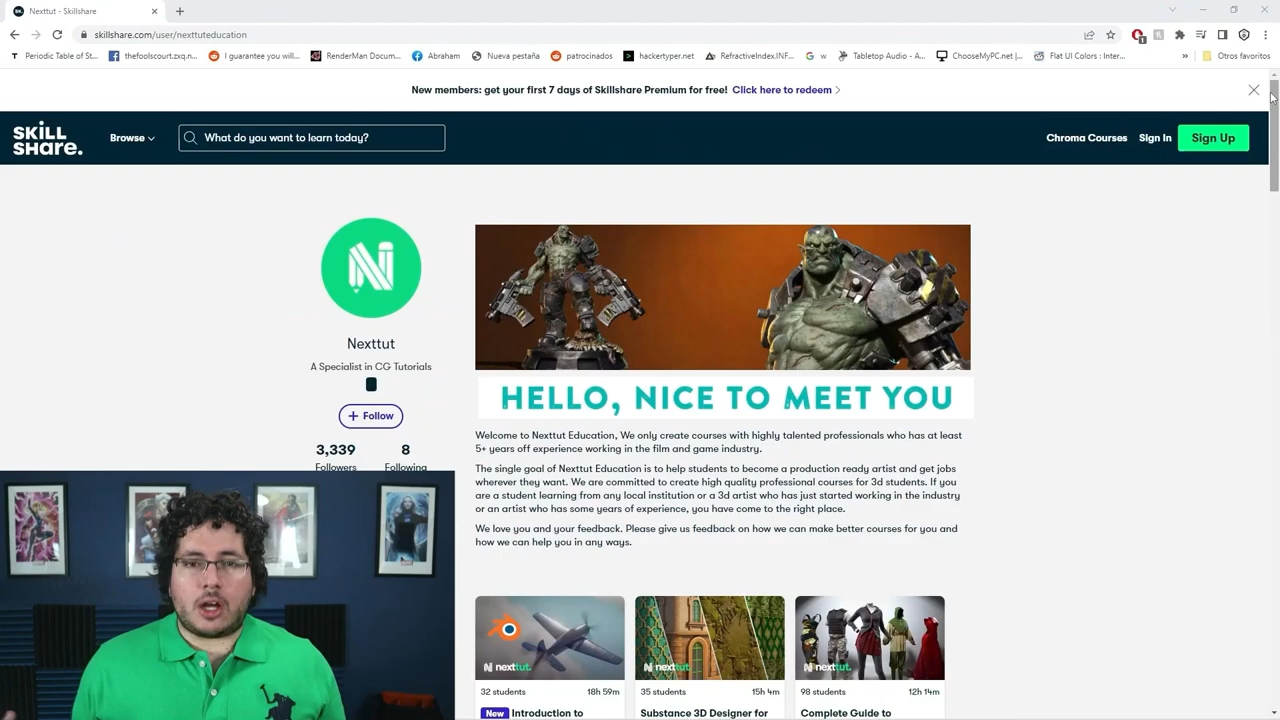 Nexttut - Skillshare
skillshare.com/user/nexttuteducation
Periodic Table of St...
thefoolscourt.zxq.n...
I guarantee you will...
RenderMan Docum...
Abraham
Nueva pestaña
patrocinados
hackertyper.net
RefractiveIndex.INF...
w
Tabletop Audio - A...
ChooseMyPC.net |...
Flat UI Colors : Inter...
»
Otros favoritos
New members: get your first 7 days of Skillshare Premium for free! Click here to redeem
SKILL
SHARE.
Browse
What do you want to learn today?
Chroma Courses
Sign In
Sign Up
N
Nexttut
A Specialist in CG Tutorials
+ Follow
3,339
8
Followers
Following
HELLO, NICE TO MEET YOU
Welcome to Nexttut Education, We only create courses with highly talented professionals who has at least
5+ years off experience working in the film and game industry.
The single goal of Nexttut Education is to help students to become a production ready artist and get jobs
wherever they want. We are committed to create high quality professional courses for 3d students. If you
are a student learning from any local institution or a 3d artist who has just started working in the industry
or an artist who has some years of experience, you have come to the right place.
We love you and your feedback. Please give us feedback on how we can make better courses for you and
how we can help you in any ways.
nexttut.
nexttut.
nexttut.
32 students
18h 59m
35 students
15h 4m
98 students
12h 14m
New Introduction to
Substance 3D Designer for
Complete Guide to